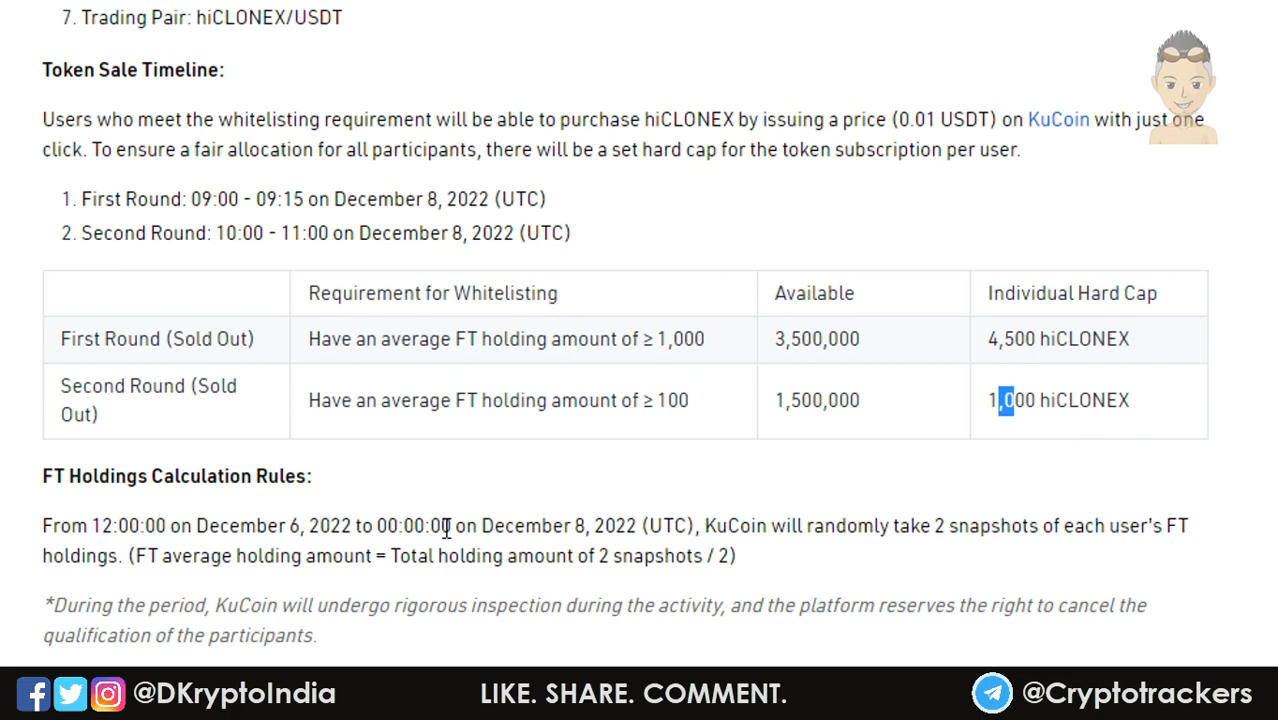 7. Trading Pair: hiCLONEX/USDT
Token Sale Timeline:
Users who meet the whitelisting requirement will be able to purchase hiCLONEX by issuing a price (0.01 USDT) on KuCoin with just one
click. To ensure a fair allocation for all participants, there will be a set hard cap for the token subscription per user.
1. First Round: 09:00 - 09:15 on December 8, 2022 (UTC)
2. Second Round: 10:00 - 11:00 on December 8, 2022 (UTC)
Requirement for Whitelisting Available Individual Hard Cap
First Round (Sold Out) Have an average FT holding amount of ≥ 1,000 3,500,000 4,500 hiCLONEX
Second Round (Sold
Out) Have an average FT holding amount of ≥ 100 1,500,000 1,000 hiCLONEX
FT Holdings Calculation Rules:
From 12:00:00 on December 6, 2022 to 00:00:00 on December 8, 2022 (UTC), KuCoin will randomly take 2 snapshots of each user's FT
holdings. (FT average holding amount = Total holding amount of 2 snapshots / 2)
*During the period, KuCoin will undergo rigorous inspection during the activity, and the platform reserves the right to cancel the
qualification of the participants.
@DKryptoIndia LIKE. SHARE. COMMENT. @Cryptotrackers